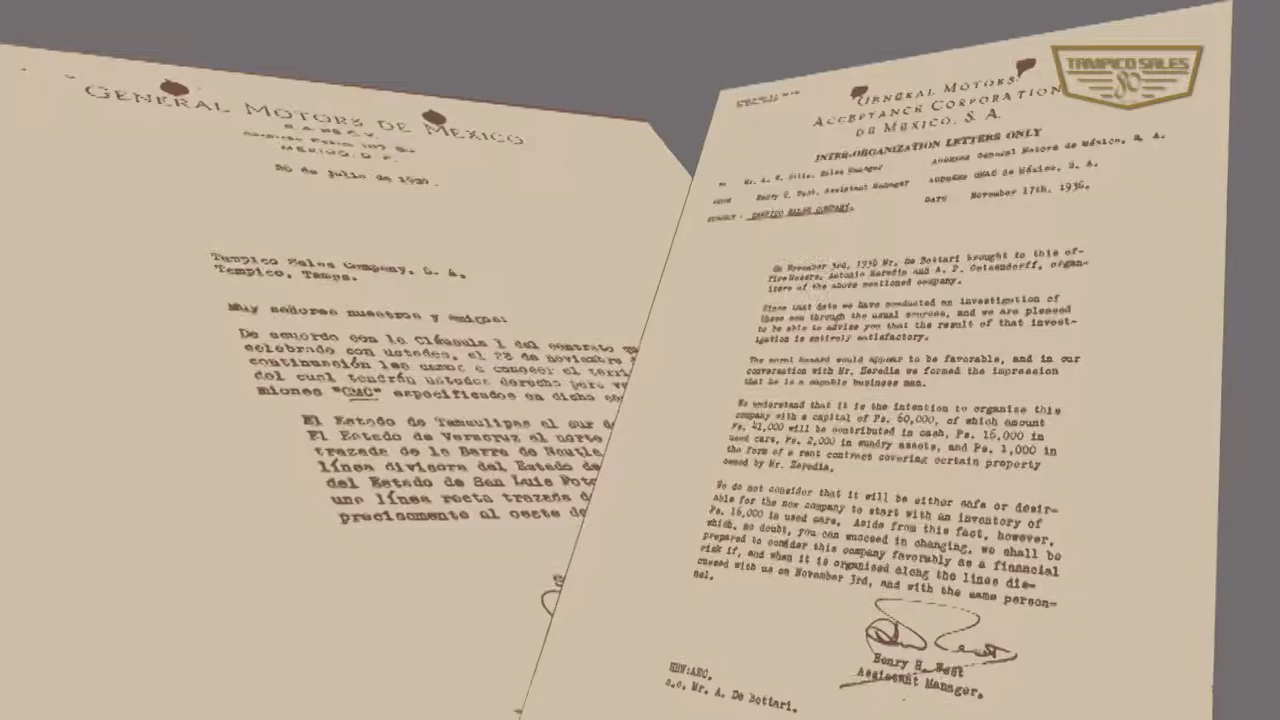 GENERAL MOTORS DE MEXICO
S. A. DE C. V.
MEXICO, D. F.
de Julio de
Tampico Sales Company, S. A.
Tampico, Tamps.
Muy señores nuestros y amigos:
De acuerdo con la Cláusula 1 del contrato
celebrado con ustedes, el 23 de noviembre
continuación les damos a conocer el terri
del cual tendrán ustedes derecho para ve
miones "GMC" especificados en dicho
El Estado de Tamaulipas al sur de
El Estado de Veracruz al norte
trazada de la Barra de Nautla
línea divisora del Estado de
del Estado de San Luis Poto
una línea recta trazada d
precisamente al oeste de
TAMPICO SALES
80
GENERAL MOTORS
ACCEPTANCE CORPORATION
DE MEXICO, S. A.
INTER-ORGANIZATION LETTERS ONLY
TO Mr. A. Sales Manager ADDRESS General Motors de México, S. A.
FROM Henry H. West, Assistant Manager ADDRESS GMAC de México, S. A.
SUBJECT: TAMPICO SALES COMPANY. DATE November 17th, 1936.
On November 3rd, 1936 Mr. De Bottari brought to this of-
fice Messrs. Antonio Heredia and A. P. organ-
izers of the above mentioned company.
Since that date we have conducted an investigation of
these men through the usual sources, and we are pleased
to be able to advise you that the result of that invest-
igation is entirely satisfactory.
The moral hazard would appear to be favorable, and in our
conversation with Mr. Heredia we formed the impression
that he is a capable business man.
We understand that it is the intention to organize this
company with a capital of Ps. 60,000, of which amount
Ps. 41,000 will be contributed in cash, Ps. 16,000 in
used cars, Ps. 2,000 in sundry assets, and Ps. 1,000 in
the form of a rent contract covering certain property
owned by Mr. Heredia.
We do not consider that it will be either safe or desir-
able for the new company to start with an inventory of
Ps. 16,000 in used cars. Aside from this fact, however,
which, no doubt, you can succeed in changing, we shall be
prepared to consider this company favorably as a financial
risk if, and when it is organized along the lines dis-
cussed with us on November 3rd, and with the same person-
nel.
Henry H. West
Assistant Manager.
HHW:AEC.
c.c. Mr. A. De Bottari.